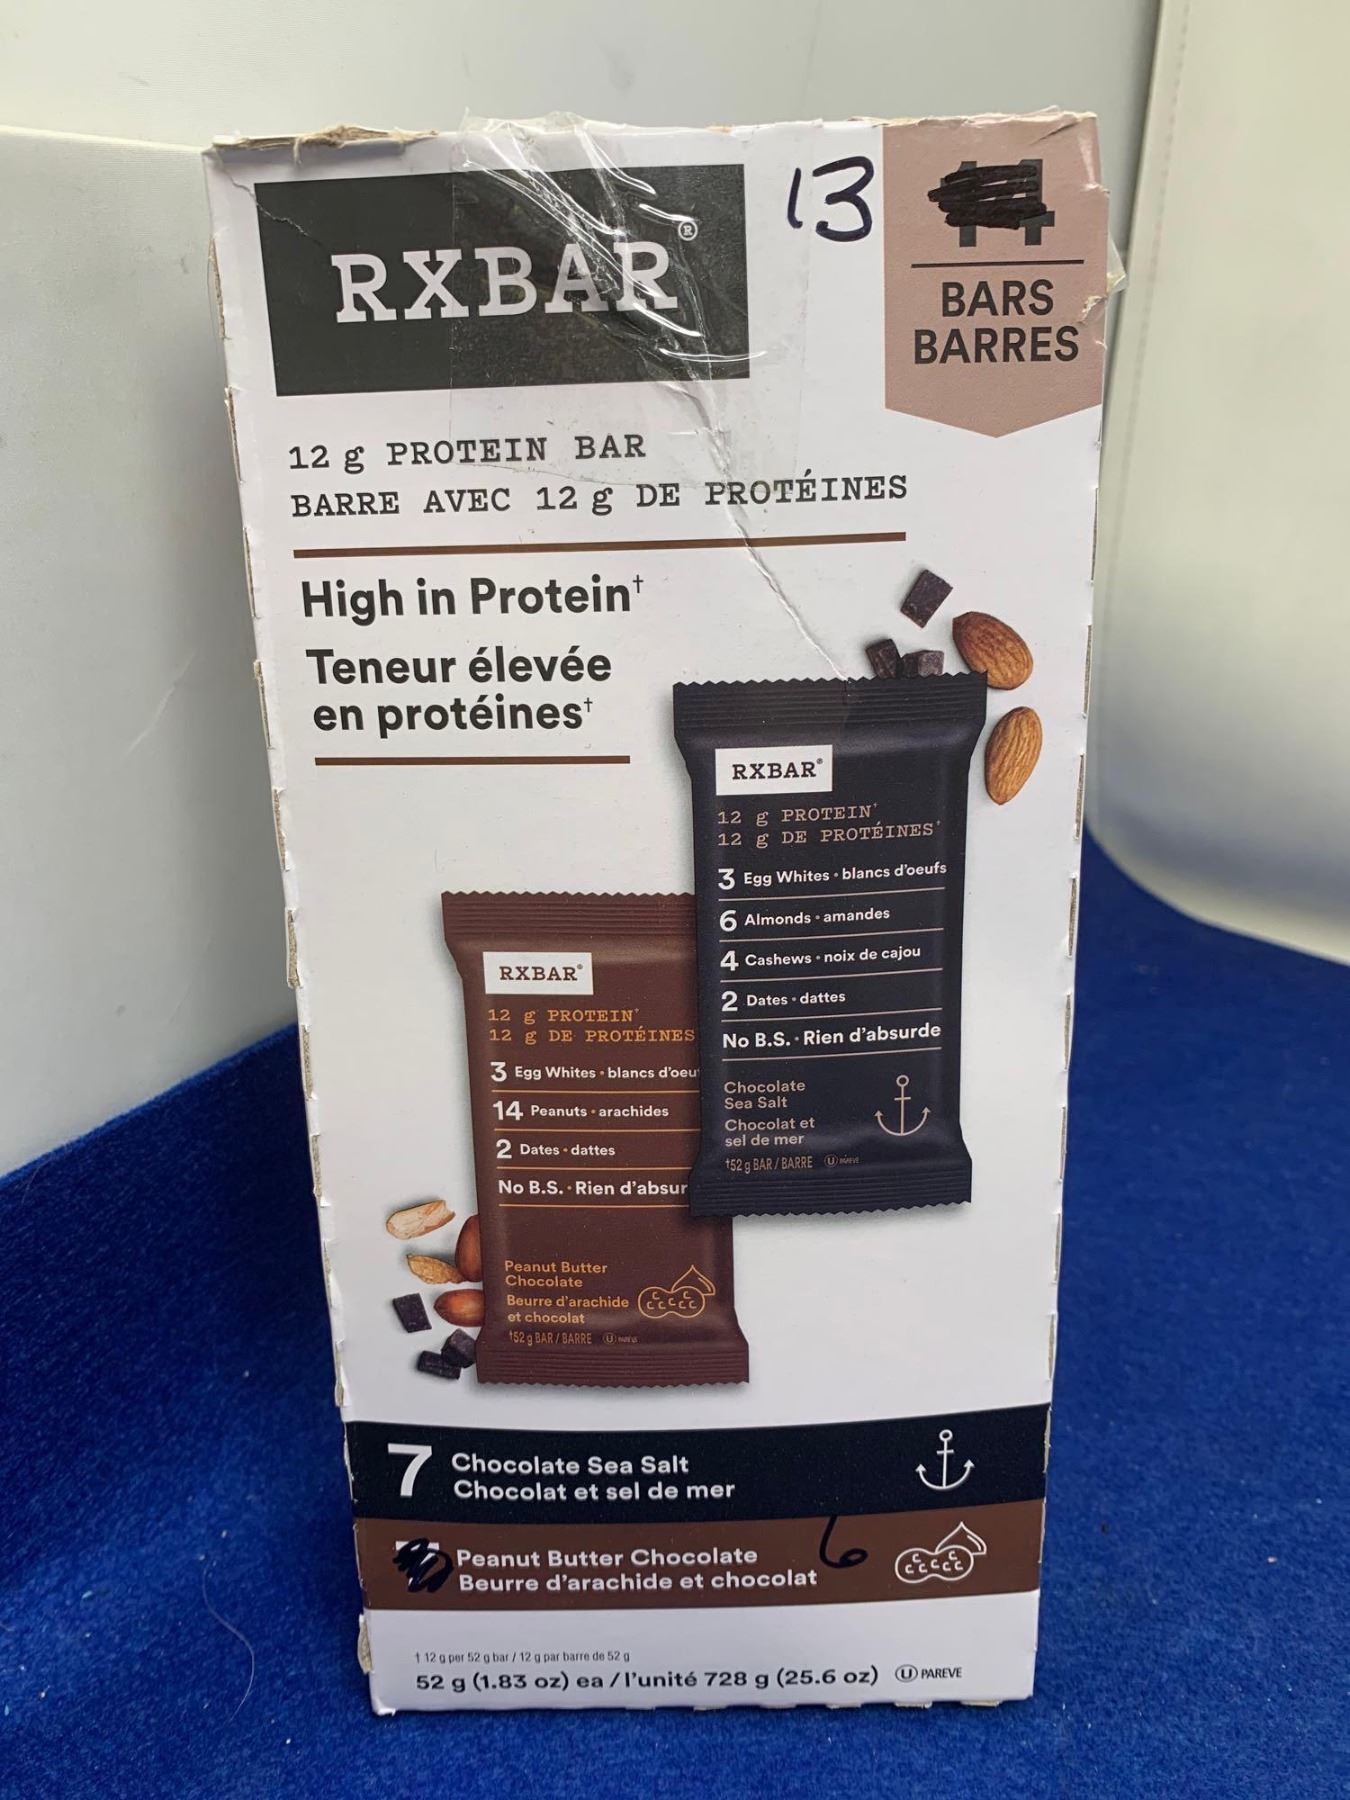 RXBAR®
13
BARS
BARRES
12 g PROTEIN BAR
BARRE AVEC 12 g DE PROTÉINES
High in Protein†
Teneur élevée
en protéines†
RXBAR®
12 g PROTEIN†
12 g DE PROTÉINES†
3 Egg Whites • blancs d'oeufs
6 Almonds • amandes
4 Cashews • noix de cajou
2 Dates • dattes
No B.S. • Rien d'absurde
Chocolate
Sea Salt
Chocolat et
sel de mer
†52 g BAR / BARRE U PAREVE
RXBAR®
12 g PROTEIN†
12 g DE PROTÉINES
3 Egg Whites • blancs d'oeu
14 Peanuts • arachides
2 Dates • dattes
No B.S. • Rien d'absur
Peanut Butter
Chocolate
Beurre d'arachide
et chocolat
†52 g BAR / BARRE U PAREVE
7 Chocolate Sea Salt
Chocolat et sel de mer
Peanut Butter Chocolate 6
Beurre d'arachide et chocolat
† 12 g per 52 g bar / 12 g par barre de 52 g
52 g (1.83 oz) ea / l'unité 728 g (25.6 oz) U PAREVE